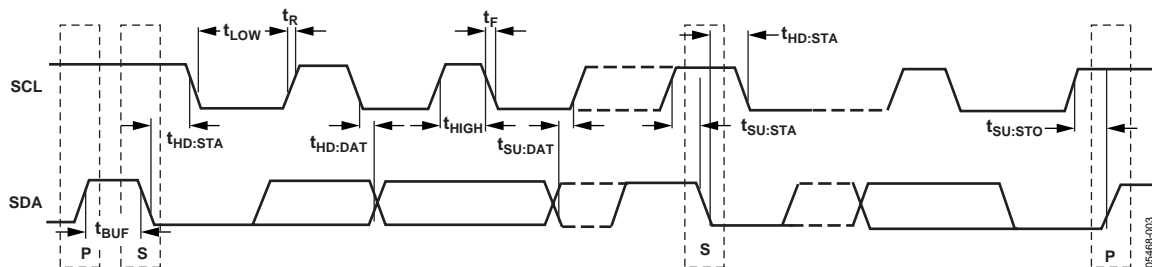 tR
tF
tLOW
tHD:STA
SCL
tHD:STA
tHD:DAT
tHIGH
tSU:DAT
tSU:STA
tSU:STO
SDA
tBUF
P
S
S
P
05468-003